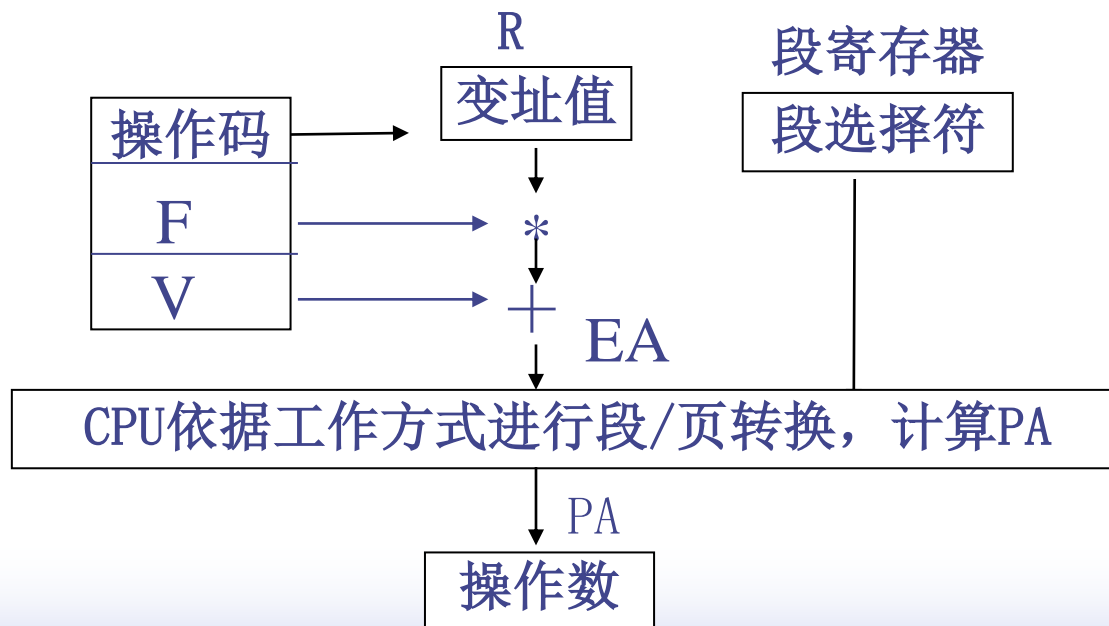 R
段寄存器
变址值
段选择符
操作码
F
*
V
+
EA
CPU依据工作方式进行段/页转换，计算PA
PA
操作数